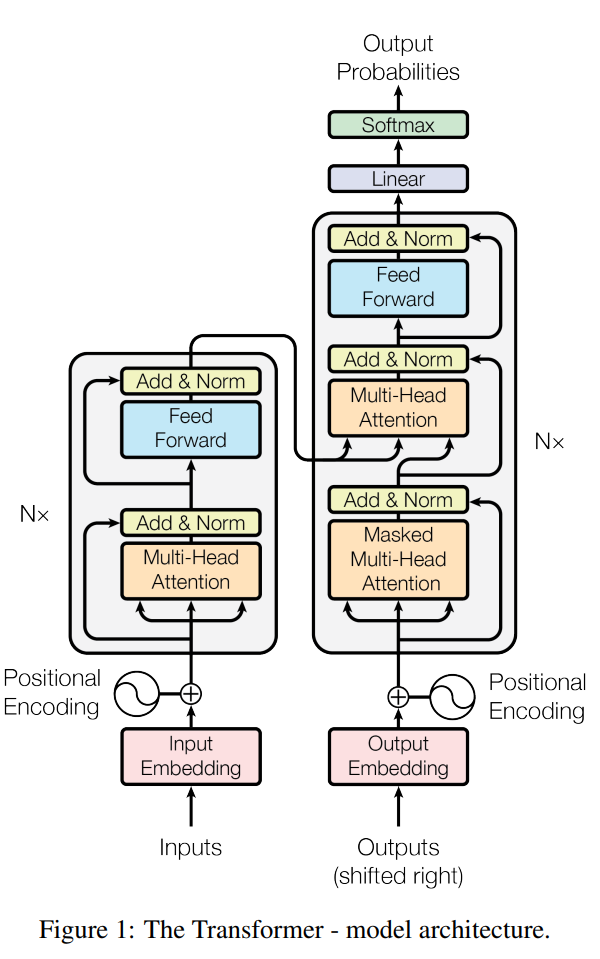 Output
Probabilities
Softmax
Linear
Add & Norm
Feed
Forward
Add & Norm
Multi-Head
Attention
Add & Norm
Masked
Multi-Head
Attention
N×
Add & Norm
Feed
Forward
Add & Norm
Multi-Head
Attention
N×
Positional
Encoding
Positional
Encoding
Input
Embedding
Output
Embedding
Inputs
Outputs
(shifted right)
Figure 1: The Transformer - model architecture.